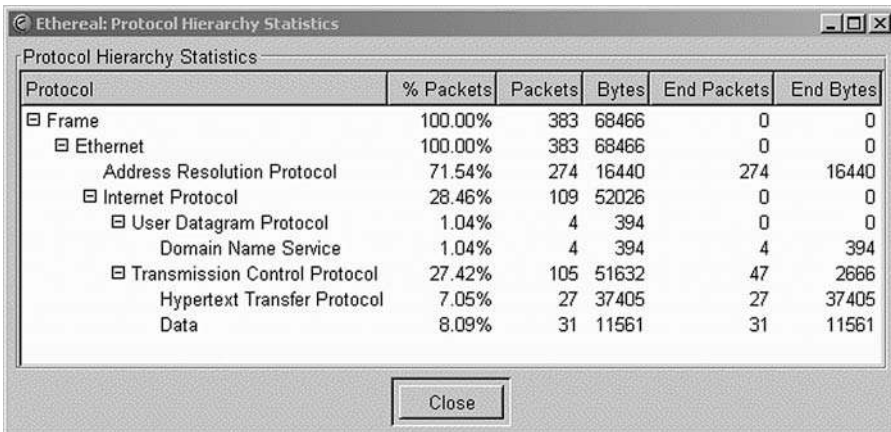 Ethereal: Protocol Hierarchy Statistics
Protocol Hierarchy Statistics
Protocol % Packets Packets Bytes End Packets End Bytes
Frame 100.00% 383 68466 0 0
Ethernet 100.00% 383 68466 0 0
Address Resolution Protocol 71.54% 274 16440 274 16440
Internet Protocol 28.46% 109 52026 0 0
User Datagram Protocol 1.04% 4 394 0 0
Domain Name Service 1.04% 4 394 4 394
Transmission Control Protocol 27.42% 105 51632 47 2666
Hypertext Transfer Protocol 7.05% 27 37405 27 37405
Data 8.09% 31 11561 31 11561
Close